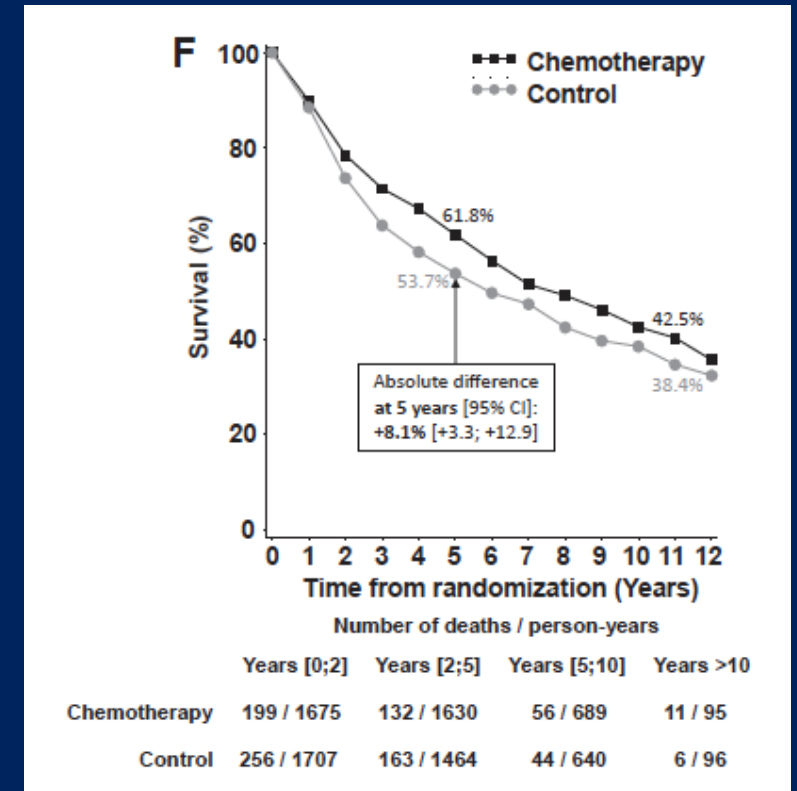 F
Chemotherapy
Control
100
80
60
40
20
0
Survival (%)
61.8%
53.7%
42.5%
38.4%
Absolute difference
at 5 years [95% CI]:
+8.1% [+3.3; +12.9]
0 1 2 3 4 5 6 7 8 9 10 11 12
Time from randomization (Years)
Number of deaths / person-years
Years [0;2] Years [2;5] Years [5;10] Years >10
Chemotherapy 199 / 1675 132 / 1630 56 / 689 11 / 95
Control 256 / 1707 163 / 1464 44 / 640 6 / 96